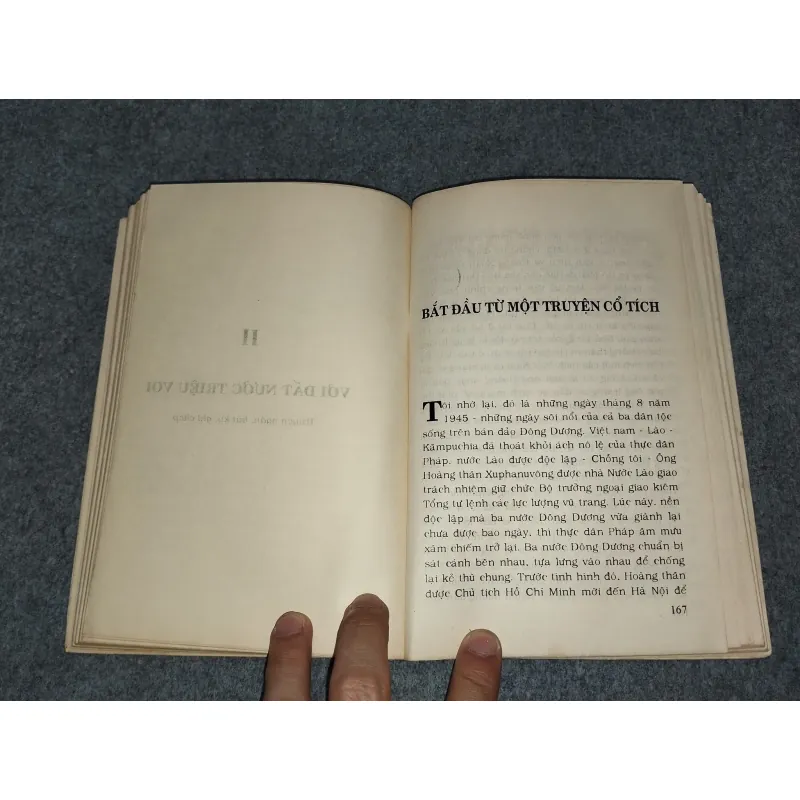 II
VỚI ĐẤT NƯỚC TRIỆU VOI
BẮT ĐẦU TỪ MỘT TRUYỆN CỔ TÍCH
Tôi nhớ lại, đó là những ngày tháng 8 năm
1945 - những ngày sôi nổi của cả ba dân tộc
sống trên bán đảo Đông Dương. Việt nam - Lào -
Kămpuchia đã thoát khỏi ách nô lệ của thực dân
Pháp, nước Lào được độc lập - Chồng tôi - Ông
Hoàng thân Xuphanuvông được nhà Nước Lào giao
trách nhiệm giữ chức Bộ trưởng ngoại giao kiêm
Tổng tư lệnh các lực lượng vũ trang. Lúc này, nền
độc lập mà ba nước Đông Dương vừa giành lại
chưa được bao ngày, thì thực dân Pháp âm mưu
xâm chiếm trở lại. Ba nước Đông Dương chuẩn bị
sát cánh bên nhau, tựa lưng vào nhau để chống
lại kẻ thù chung. Trước tình hình đó, Hoàng thân
được Chủ tịch Hồ Chí Minh mời đến Hà Nội để
167